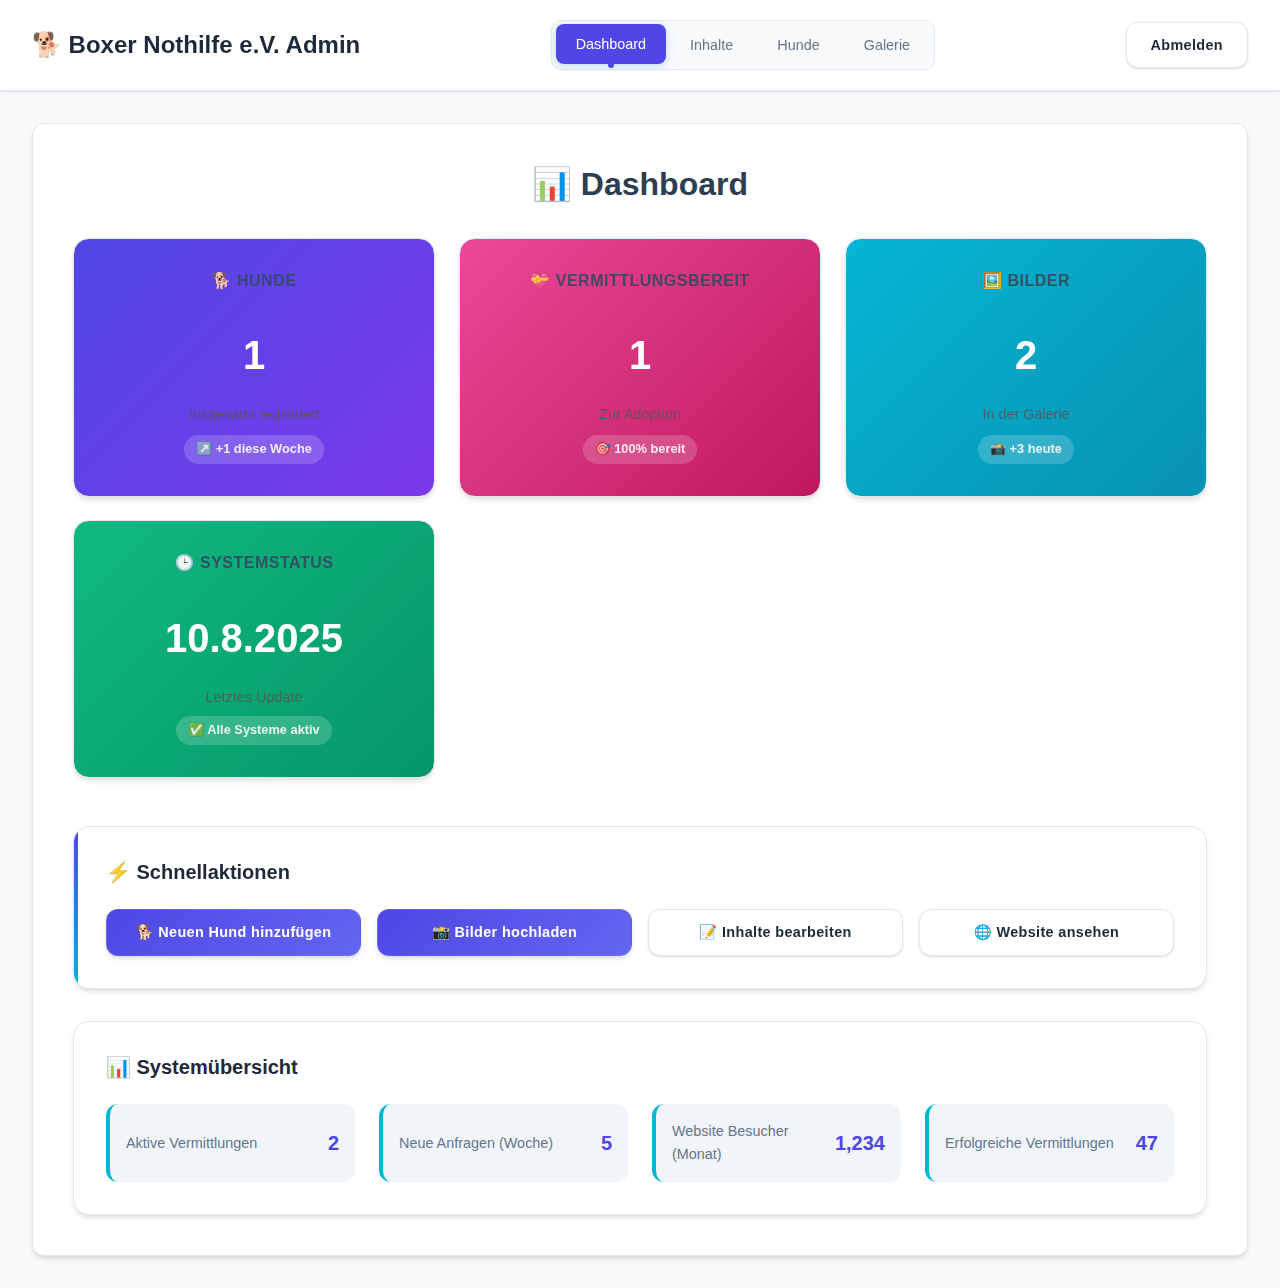 Boxer Nothilfe e.V. Admin
Dashboard
Inhalte
Hunde
Galerie
Abmelden
Dashboard
HUNDE
1
Insgesamt registriert
+1 diese Woche
VERMITTLUNGSBEREIT
1
Zur Adoption
100% bereit
BILDER
2
In der Galerie
+3 heute
SYSTEMSTATUS
10.8.2025
Letztes Update
Alle Systeme aktiv
Schnellaktionen
Neuen Hund hinzufügen
Bilder hochladen
Inhalte bearbeiten
Website ansehen
Systemübersicht
Aktive Vermittlungen 2
Neue Anfragen (Woche) 5
Website Besucher
(Monat)
1,234
Erfolgreiche Vermittlungen 47